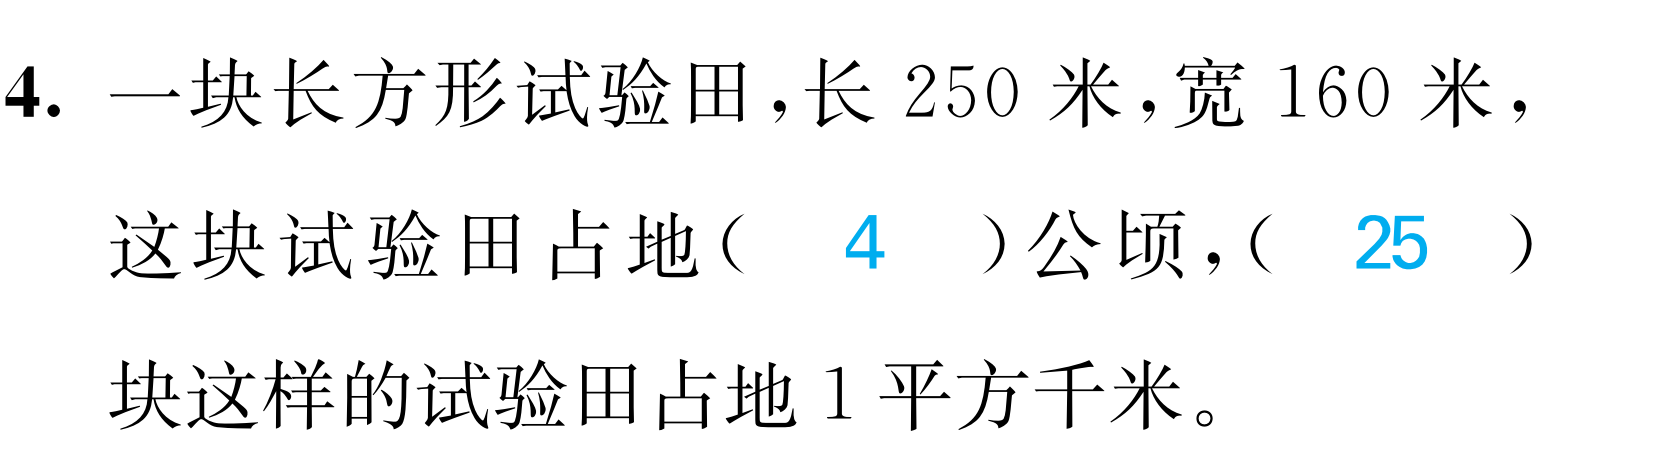 4. 一块长方形试验田,长 250 米,宽 160 米,
这块试验田占地( 4 )公顷,( 25 )
块这样的试验田占地 1 平方千米。